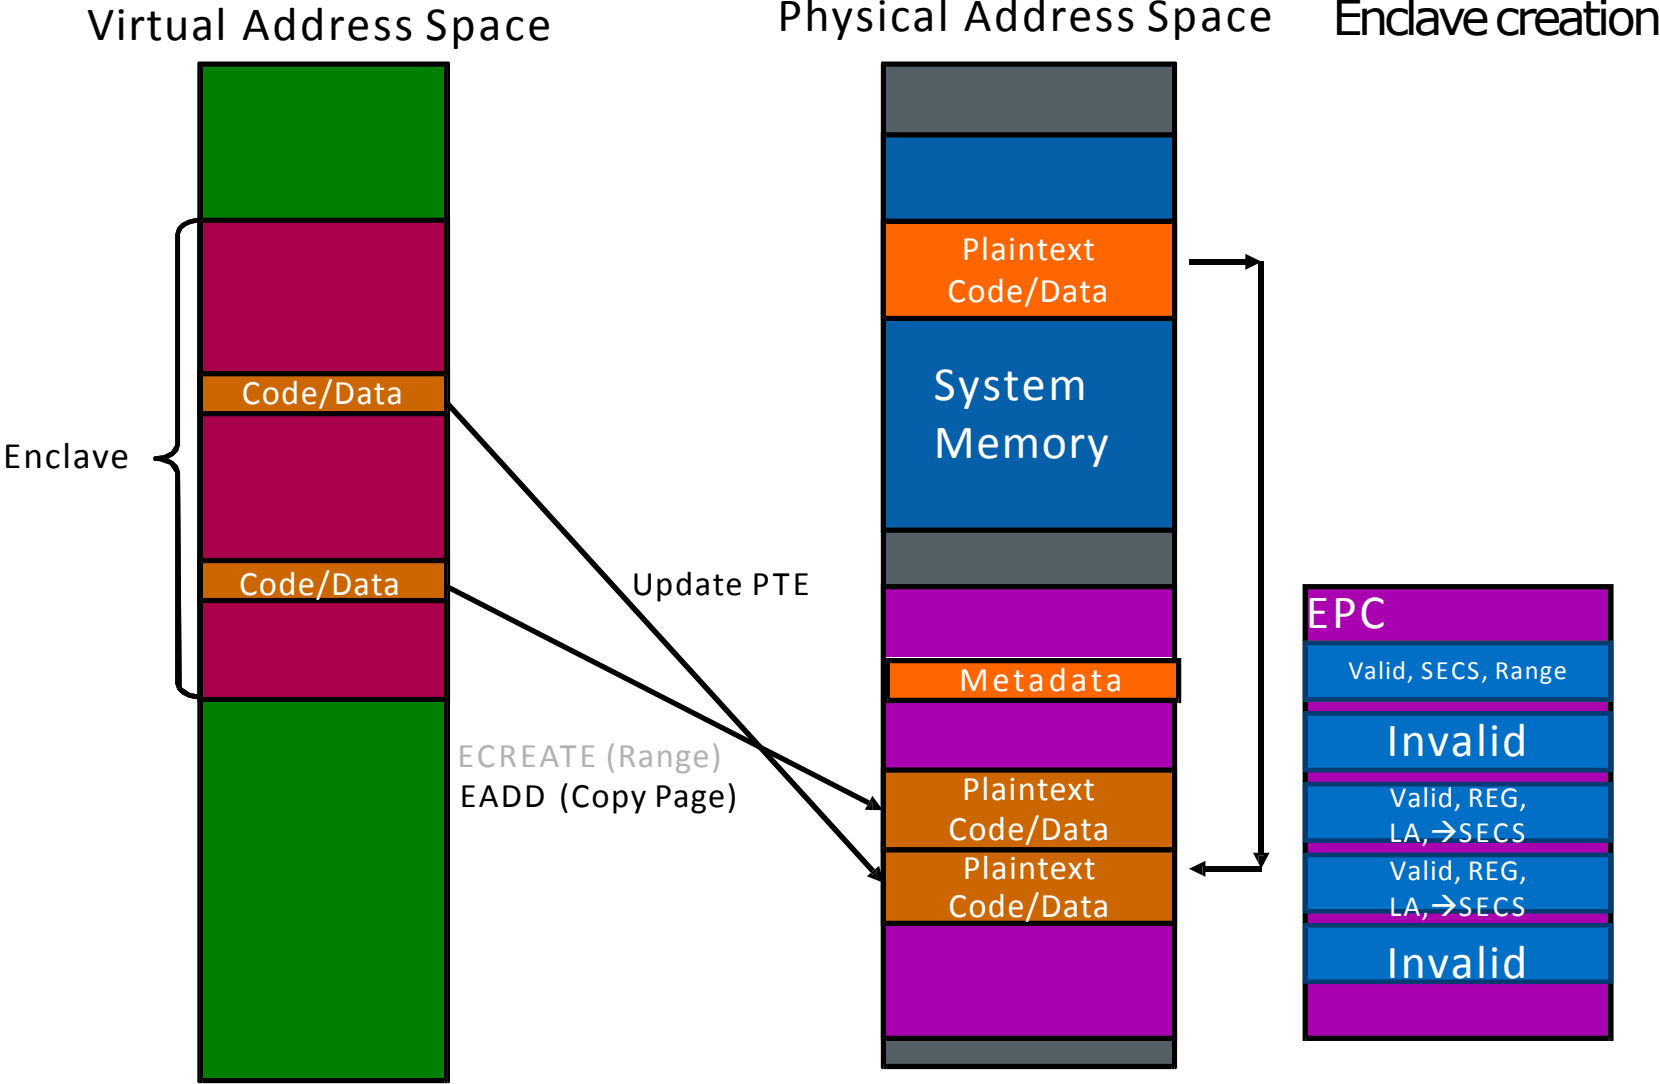 Virtual Address Space
Physical Address Space
Enclave creation
Plaintext
Code/Data
System
Memory
Code/Data
Enclave
Code/Data
Update PTE
EPC
Metadata
Valid, SECS, Range
Invalid
ECREATE (Range)
EADD (Copy Page)
Plaintext
Code/Data
Valid, REG,
LA,→SECS
Plaintext
Code/Data
Valid, REG,
LA,→SECS
Invalid